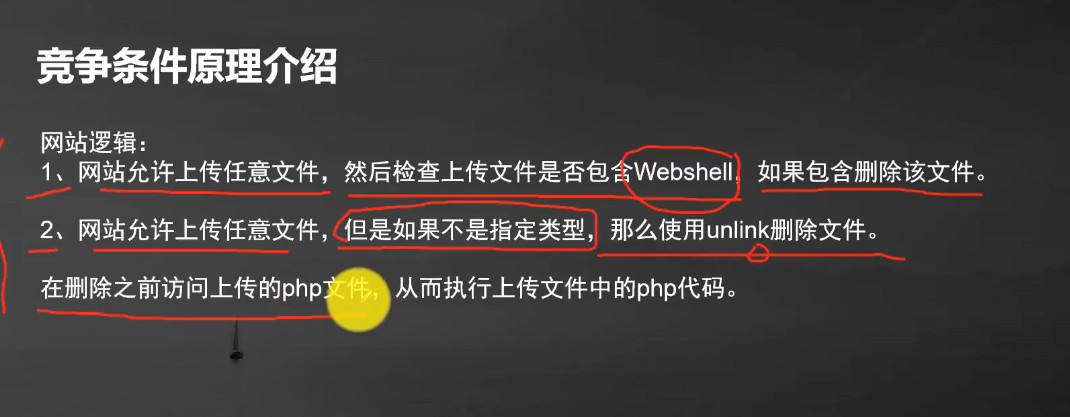 竞争条件原理介绍
网站逻辑：
1、网站允许上传任意文件，然后检查上传文件是否包含Webshell，如果包含删除该文件。
2、网站允许上传任意文件，但是如果不是指定类型，那么使用unlink删除文件。
在删除之前访问上传的php文件，从而执行上传文件中的php代码。